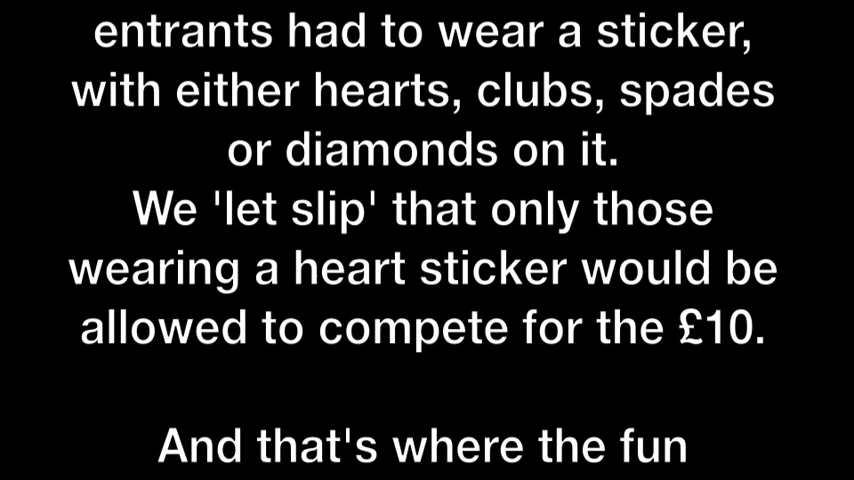 entrants had to wear a sticker,
with either hearts, clubs, spades
or diamonds on it.
We 'let slip' that only those
wearing a heart sticker would be
allowed to compete for the £10.
And that's where the fun